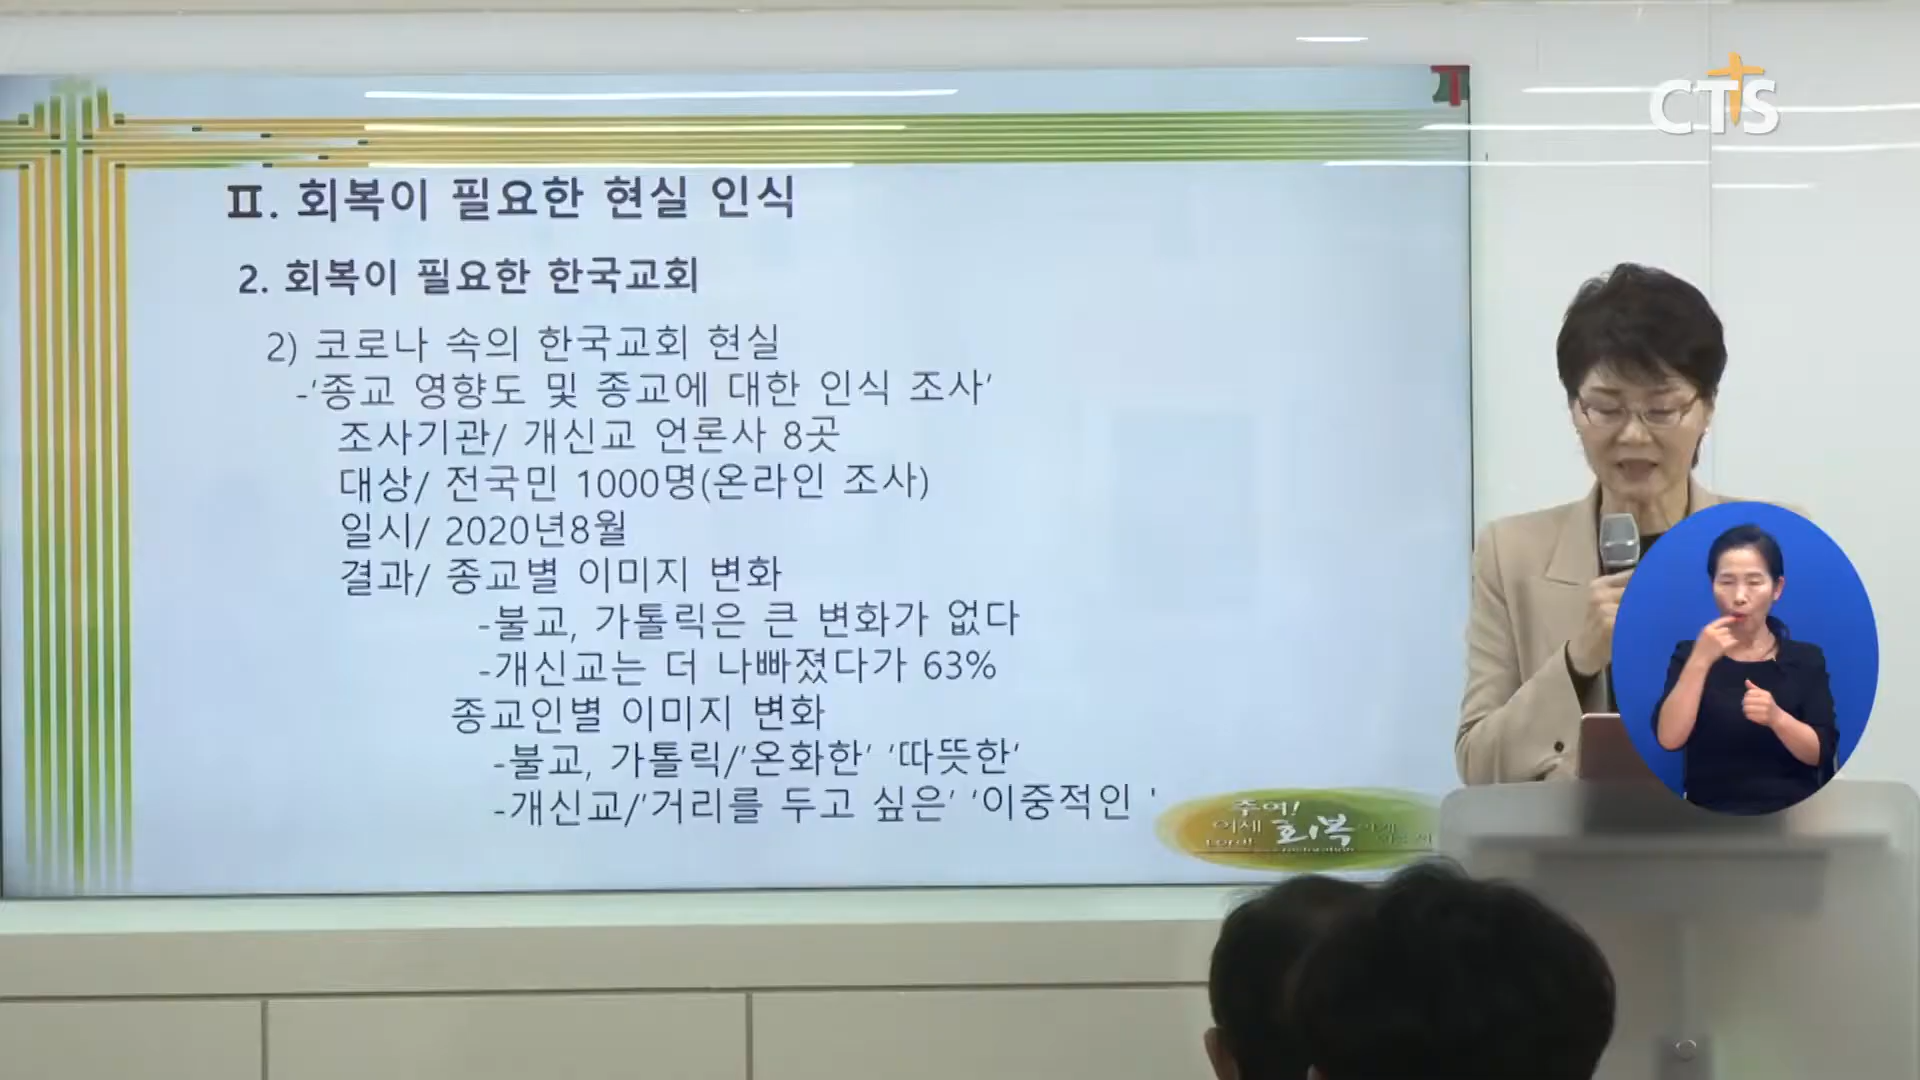 CTS
Ⅱ. 회복이 필요한 현실 인식
2. 회복이 필요한 한국교회
2) 코로나 속의 한국교회 현실
-'종교 영향도 및 종교에 대한 인식 조사'
조사기관/ 개신교 언론사 8곳
대상/ 전국민 1000명(온라인 조사)
일시/ 2020년8월
결과/ 종교별 이미지 변화
-불교, 가톨릭은 큰 변화가 없다
-개신교는 더 나빠졌다가 63%
종교인별 이미지 변화
-불교, 가톨릭/'온화한' '따뜻한'
-개신교/'거리를 두고 싶은' '이중적인 '
주여!
이제 회복
Lord!